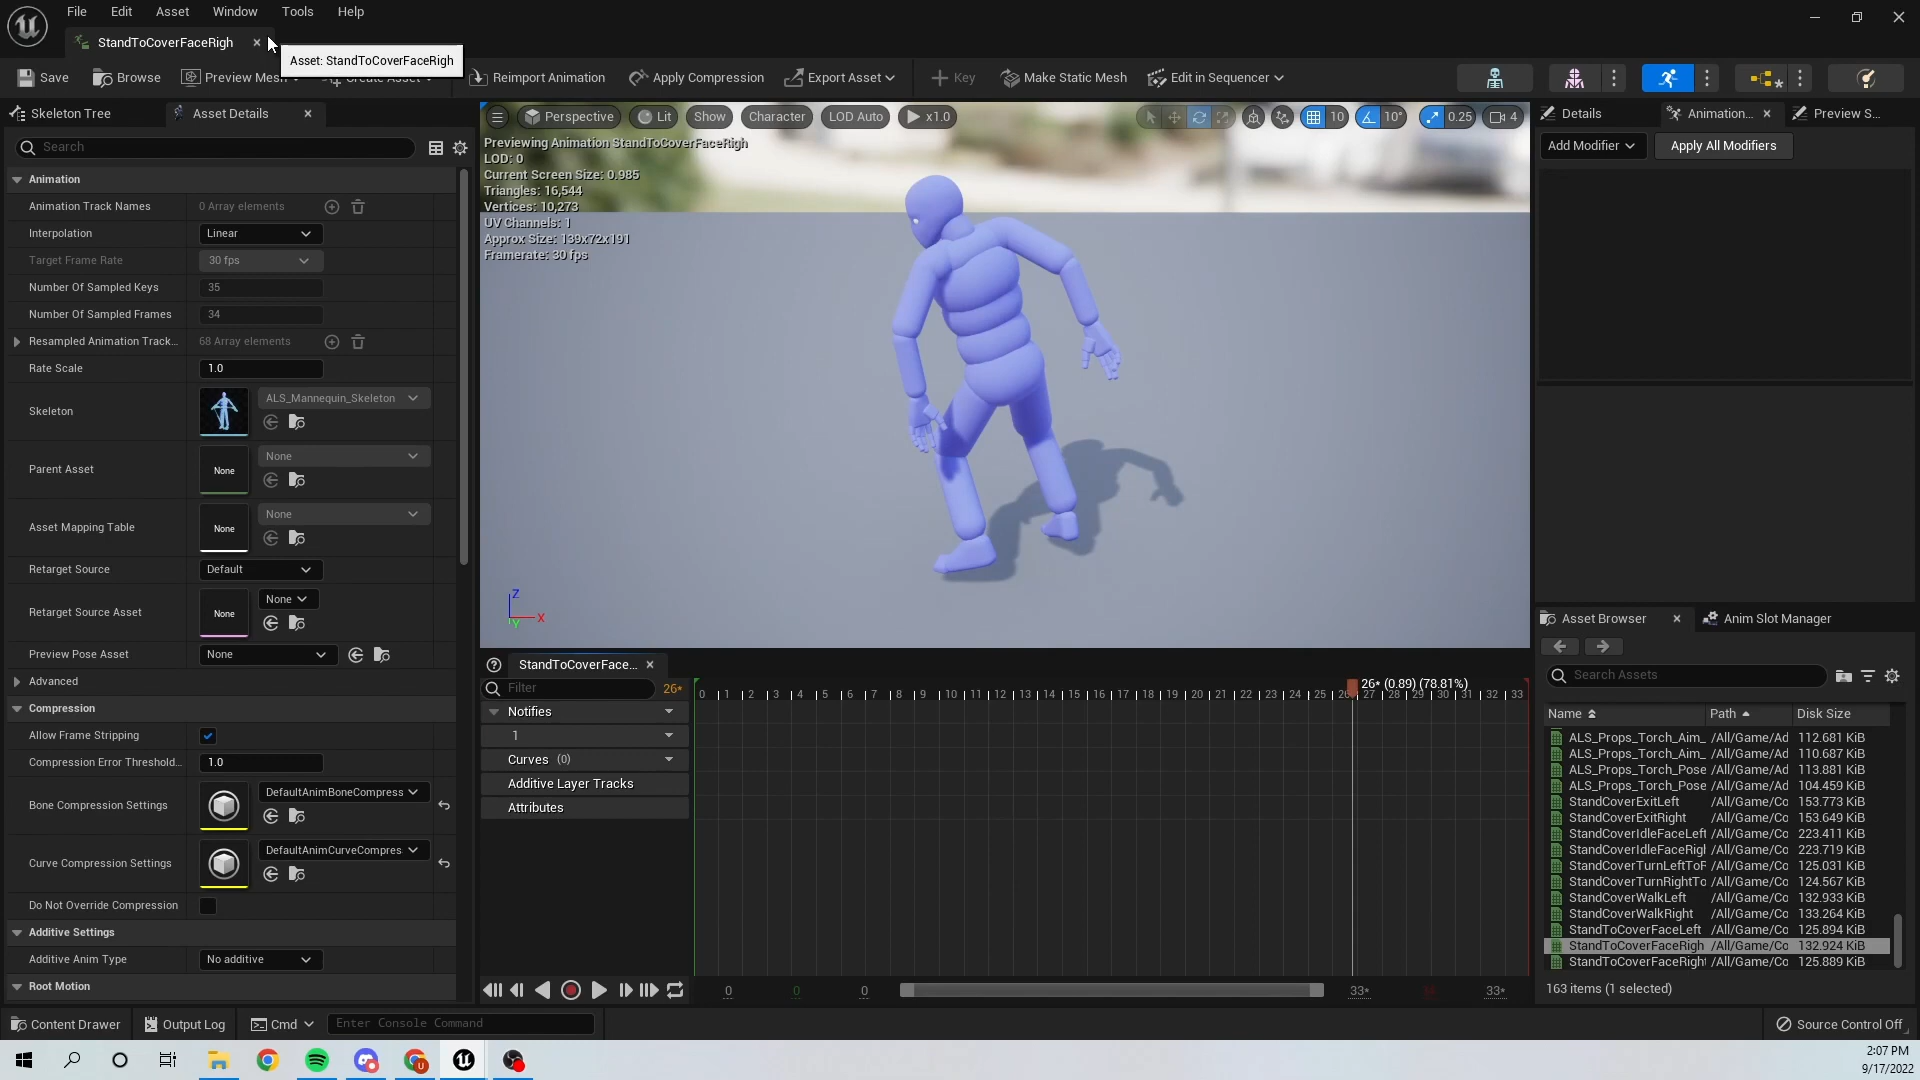 File Edit Asset Window Tools Help
StandToCoverFaceRigh
Asset: StandToCoverFaceRigh
Save Browse Preview Mesh Reimport Animation Apply Compression Export Asset Key Make Static Mesh Edit in Sequencer
Skeleton Tree Asset Details
Search
Animation
Animation Track Names 0 Array elements
Interpolation Linear
Target Frame Rate 30 fps
Number Of Sampled Keys 35
Number Of Sampled Frames 34
Resampled Animation Track... 68 Array elements
Rate Scale 1.0
Skeleton ALS_Mannequin_Skeleton
Parent Asset None None
Asset Mapping Table None None
Retarget Source Default
Retarget Source Asset None None
Preview Pose Asset None
Advanced
Compression
Allow Frame Stripping
Compression Error Threshold... 1.0
Bone Compression Settings DefaultAnimBoneCompress
Curve Compression Settings DefaultAnimCurveCompres
Do Not Override Compression
Additive Settings
Additive Anim Type No additive
Root Motion
Perspective Lit Show Character LOD Auto x1.0 10 10° 0.25 4
Previewing Animation StandToCoverFaceRigh
LOD: 0
Current Screen Size: 0.985
Triangles: 16,544
Vertices: 10,273
UV Channels: 1
Approx Size: 139x72x191
Framerate: 30 fps
Z
X
Y
StandToCoverFace...
Filter 26*
26* (0.89) (78.81%)
0 1 2 3 4 5 6 7 8 9 10 11 12 13 14 15 16 17 18 19 20 21 22 23 24 25 26 27 28 29 30 31 32 33
Notifies
1
Curves (0)
Additive Layer Tracks
Attributes
0 0 0 33* 33*
Details Animation... Preview S...
Add Modifier Apply All Modifiers
Asset Browser Anim Slot Manager
Search Assets
Name Path Disk Size
ALS_Props_Torch_Aim_ /All/Game/Ad 112.681 KiB
ALS_Props_Torch_Aim_ /All/Game/Ad 110.687 KiB
ALS_Props_Torch_Pose /All/Game/Ad 113.881 KiB
ALS_Props_Torch_Pose /All/Game/Ad 104.459 KiB
StandCoverExitLeft /All/Game/Co 153.773 KiB
StandCoverExitRight /All/Game/Co 153.649 KiB
StandCoverIdleFaceLeft /All/Game/Co 223.411 KiB
StandCoverIdleFaceRigh /All/Game/Co 223.719 KiB
StandCoverTurnLeftToR /All/Game/Co 125.031 KiB
StandCoverTurnRightTo /All/Game/Co 124.567 KiB
StandCoverWalkLeft /All/Game/Co 132.933 KiB
StandCoverWalkRight /All/Game/Co 133.264 KiB
StandToCoverFaceLeft /All/Game/Co 125.894 KiB
StandToCoverFaceRigh /All/Game/Co 132.924 KiB
StandToCoverFaceRight /All/Game/Co 125.889 KiB
163 items (1 selected)
Content Drawer Output Log Cmd Enter Console Command Source Control Off
2:07 PM
9/17/2022